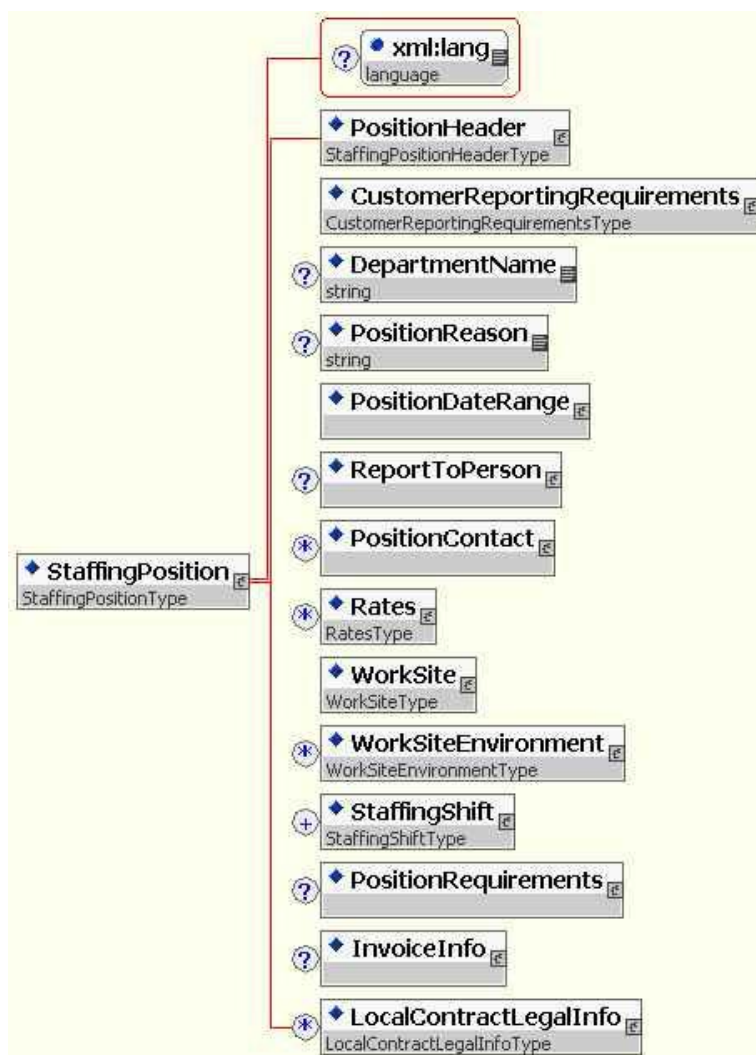 ? xml:lang
language
PositionHeader
StaffingPositionHeaderType
CustomerReportingRequirements
CustomerReportingRequirementsType
? DepartmentName
string
? PositionReason
string
PositionDateRange
? ReportToPerson
* PositionContact
StaffingPosition
StaffingPositionType
* Rates
RatesType
WorkSite
WorkSiteType
* WorkSiteEnvironment
WorkSiteEnvironmentType
+ StaffingShift
StaffingShiftType
? PositionRequirements
? InvoiceInfo
* LocalContractLegalInfo
LocalContractLegalInfoType